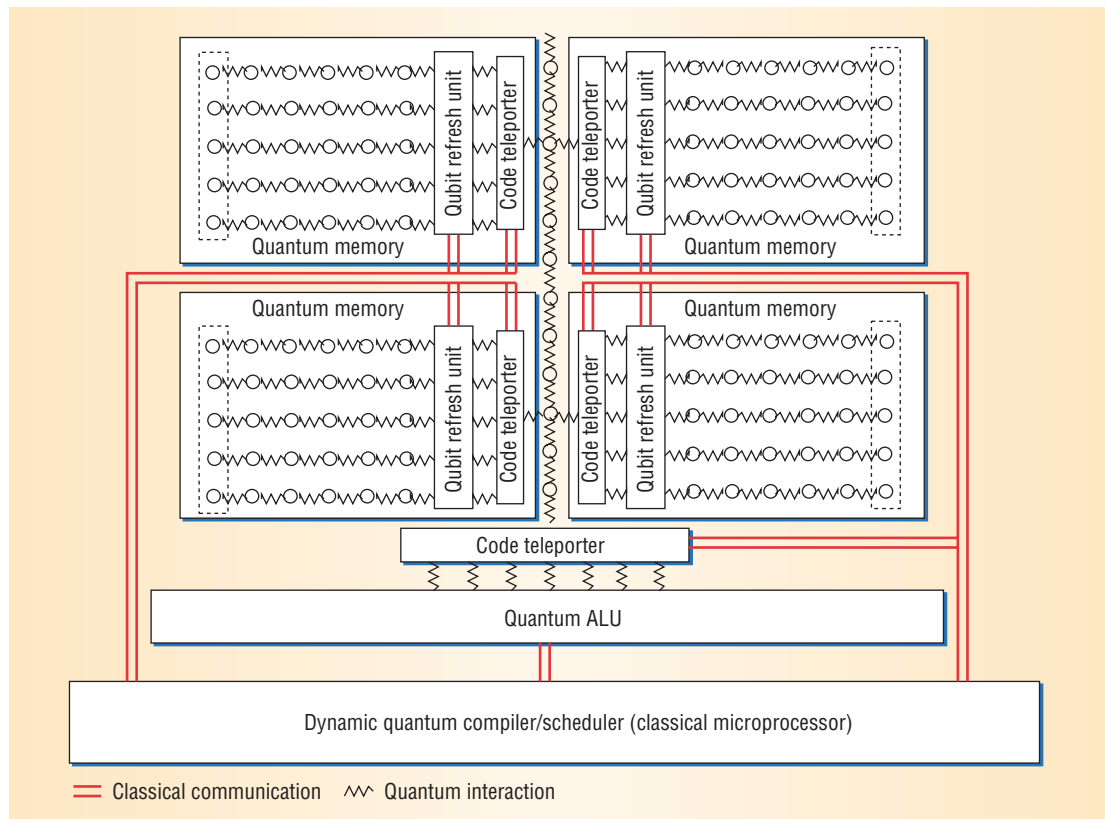 Qubit refresh unit
Code teleporter
Code teleporter
Qubit refresh unit
Quantum memory
Quantum memory
Quantum memory
Quantum memory
Qubit refresh unit
Code teleporter
Code teleporter
Qubit refresh unit
Code teleporter
Quantum ALU
Dynamic quantum compiler/scheduler (classical microprocessor)
Classical communication
Quantum interaction